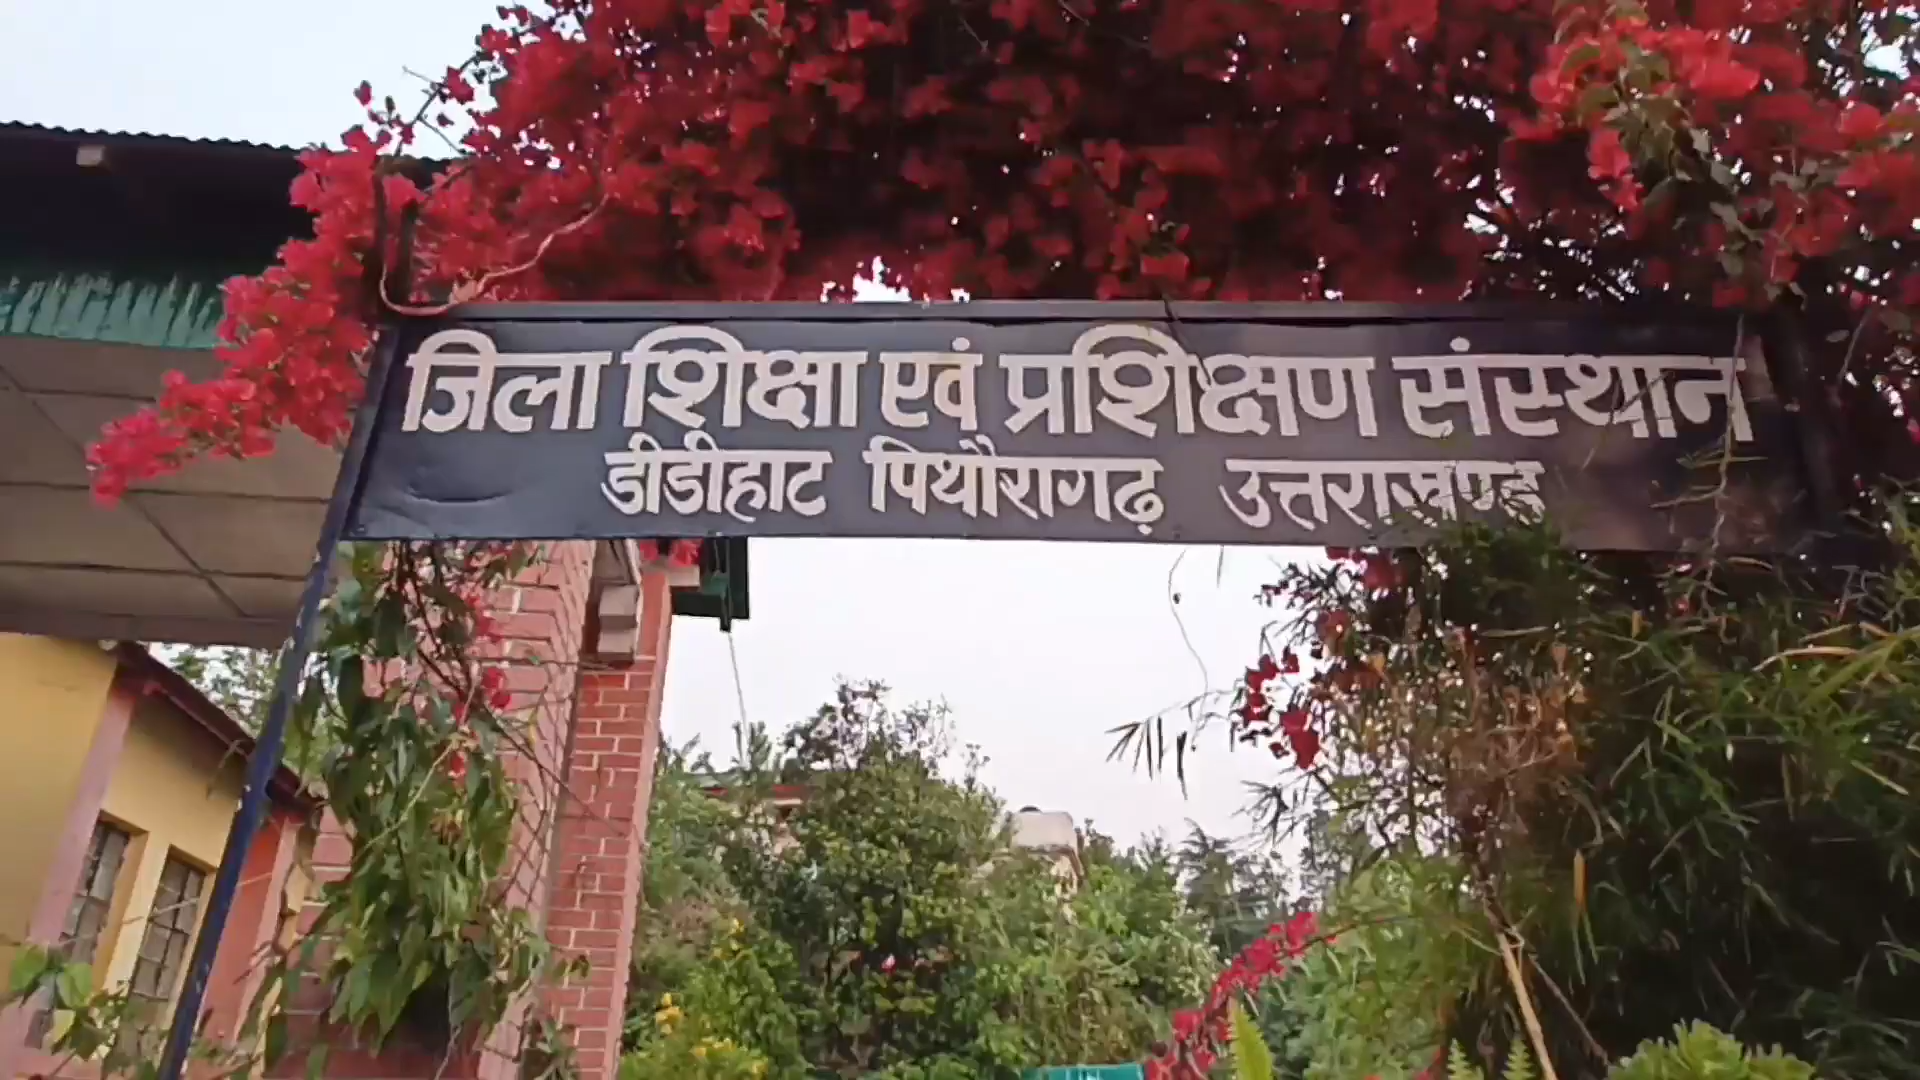 जिला शिक्षा एवं प्रशिक्षण संस्थान
डीडीहाट पिथौरागढ़ उत्तराखण्ड